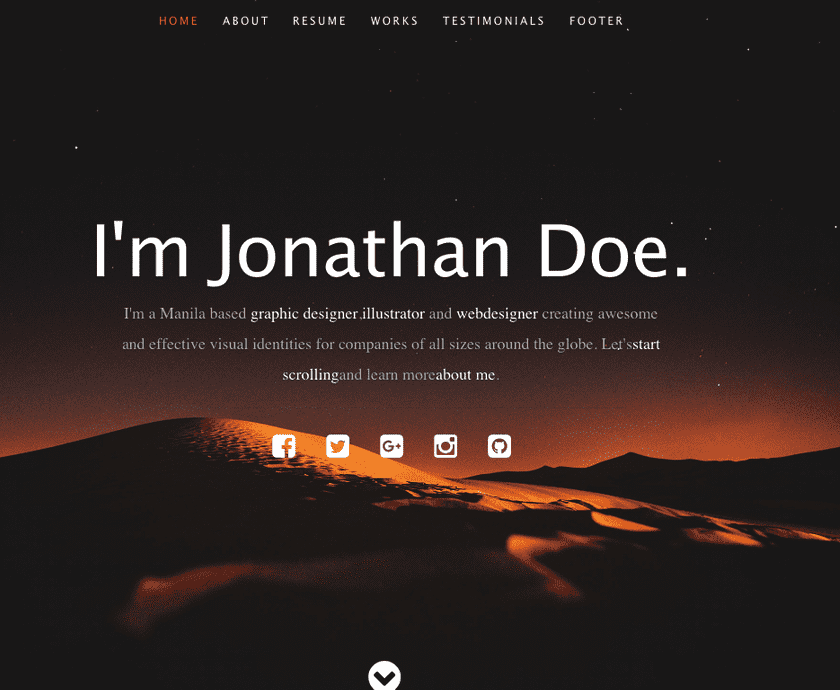 HOME ABOUT RESUME WORKS TESTIMONIALS FOOTER
I'm Jonathan Doe.
I'm a Manila based graphic designer,illustrator and webdesigner creating awesome
and effective visual identities for companies of all sizes around the globe. Let'sstart
scrollingand learn moreabout me.